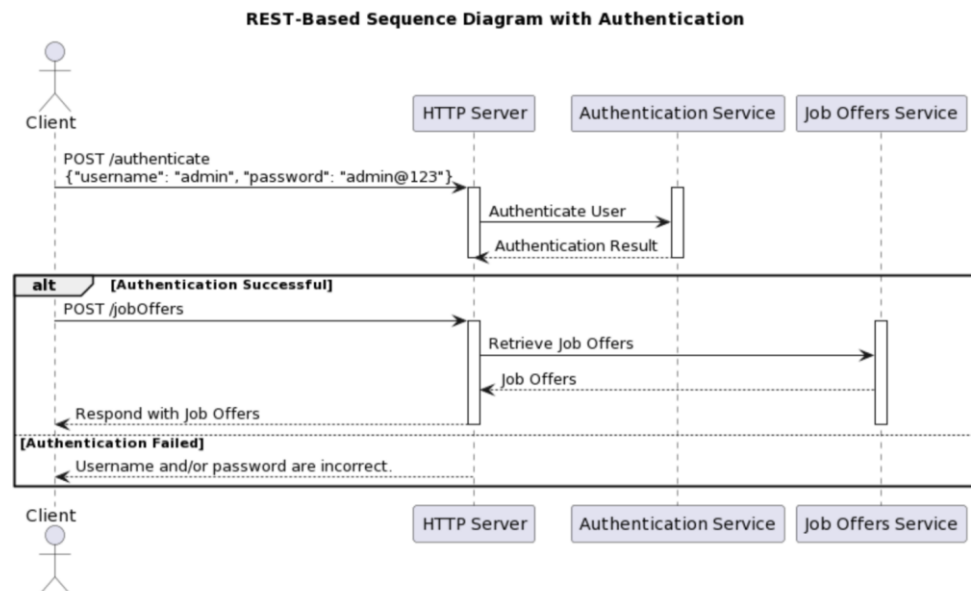 REST-Based Sequence Diagram with Authentication
Client
HTTP Server
Authentication Service
Job Offers Service
POST /authenticate
{"username": "admin", "password": "admin@123"}
Authenticate User
Authentication Result
alt
[Authentication Successful]
POST /jobOffers
Retrieve Job Offers
Job Offers
Respond with Job Offers
[Authentication Failed]
Username and/or password are incorrect.
Client
HTTP Server
Authentication Service
Job Offers Service